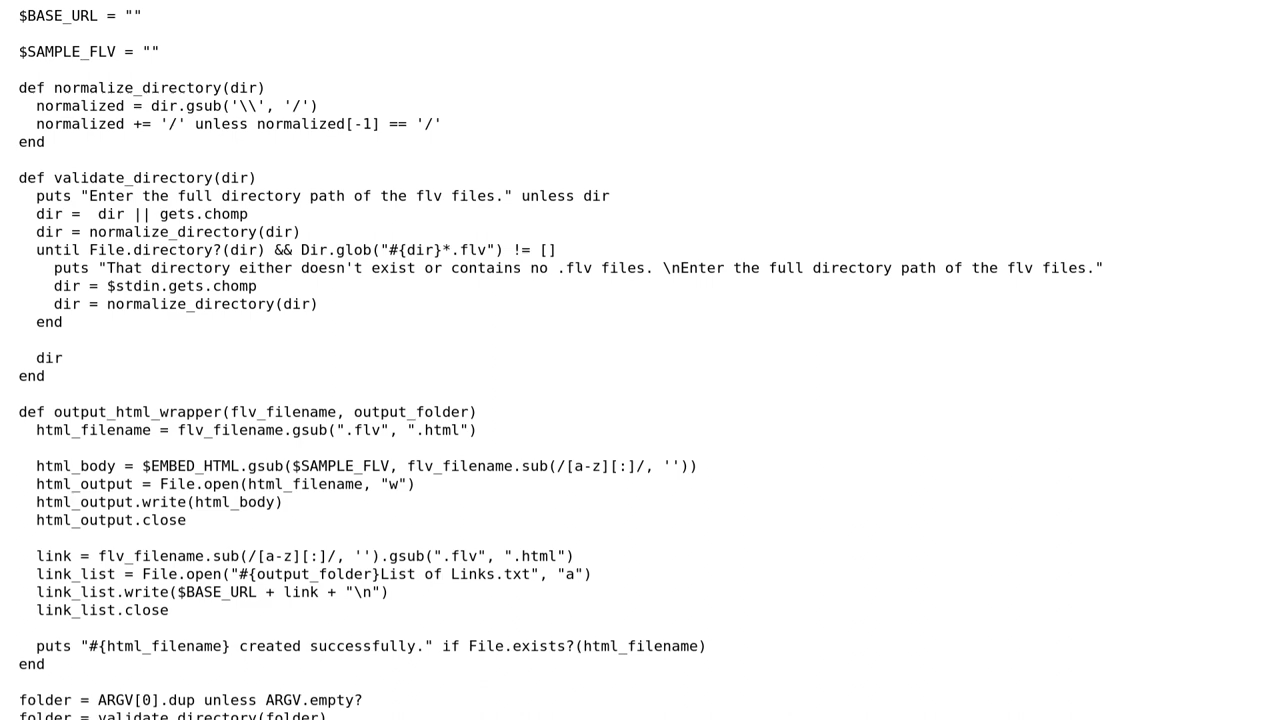 $BASE_URL = ""
$SAMPLE_FLV = ""
def normalize_directory(dir)
normalized = dir.gsub('\\', '/')
normalized += '/' unless normalized[-1] == '/'
end
def validate_directory(dir)
puts "Enter the full directory path of the flv files." unless dir
dir =  dir || gets.chomp
dir = normalize_directory(dir)
until File.directory?(dir) && Dir.glob("#{dir}*.flv") != []
puts "That directory either doesn't exist or contains no .flv files. \nEnter the full directory path of the flv files."
dir = $stdin.gets.chomp
dir = normalize_directory(dir)
end
dir
end
def output_html_wrapper(flv_filename, output_folder)
html_filename = flv_filename.gsub(".flv", ".html")
html_body = $EMBED_HTML.gsub($SAMPLE_FLV, flv_filename.sub(/[a-z][:]/, ''))
html_output = File.open(html_filename, "w")
html_output.write(html_body)
html_output.close
link = flv_filename.sub(/[a-z][:]/, '').gsub(".flv", ".html")
link_list = File.open("#{output_folder}List of Links.txt", "a")
link_list.write($BASE_URL + link + "\n")
link_list.close
puts "#{html_filename} created successfully." if File.exists?(html_filename)
end
folder = ARGV[0].dup unless ARGV.empty?
folder = validate_directory(folder)